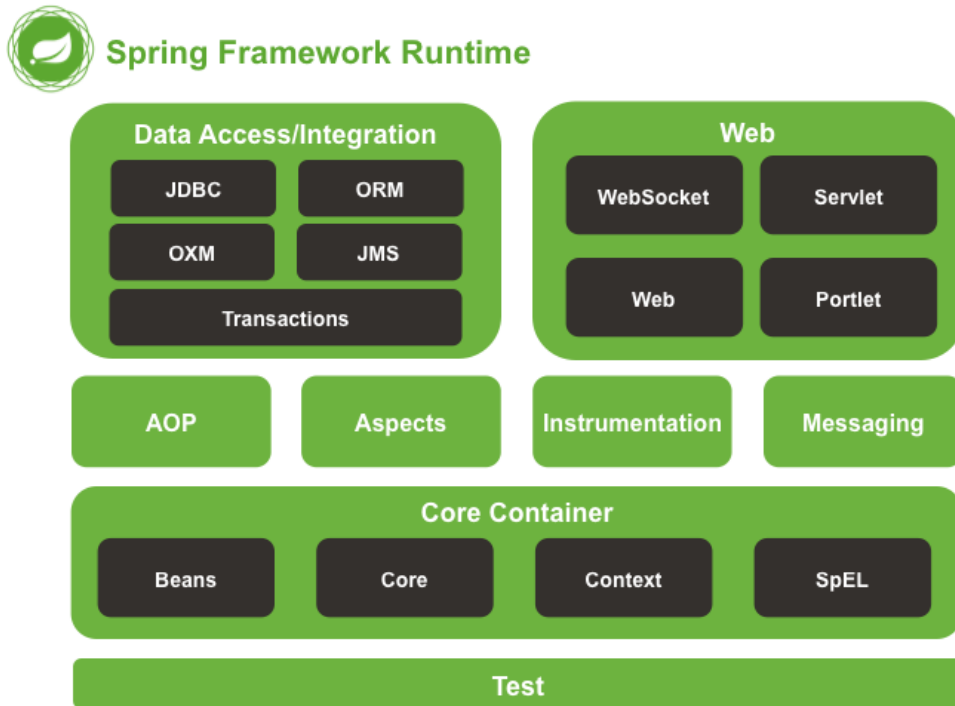 Spring Framework Runtime
Data Access/Integration
JDBC
ORM
OXM
JMS
Transactions
Web
WebSocket
Servlet
Web
Portlet
AOP
Aspects
Instrumentation
Messaging
Core Container
Beans
Core
Context
SpEL
Test